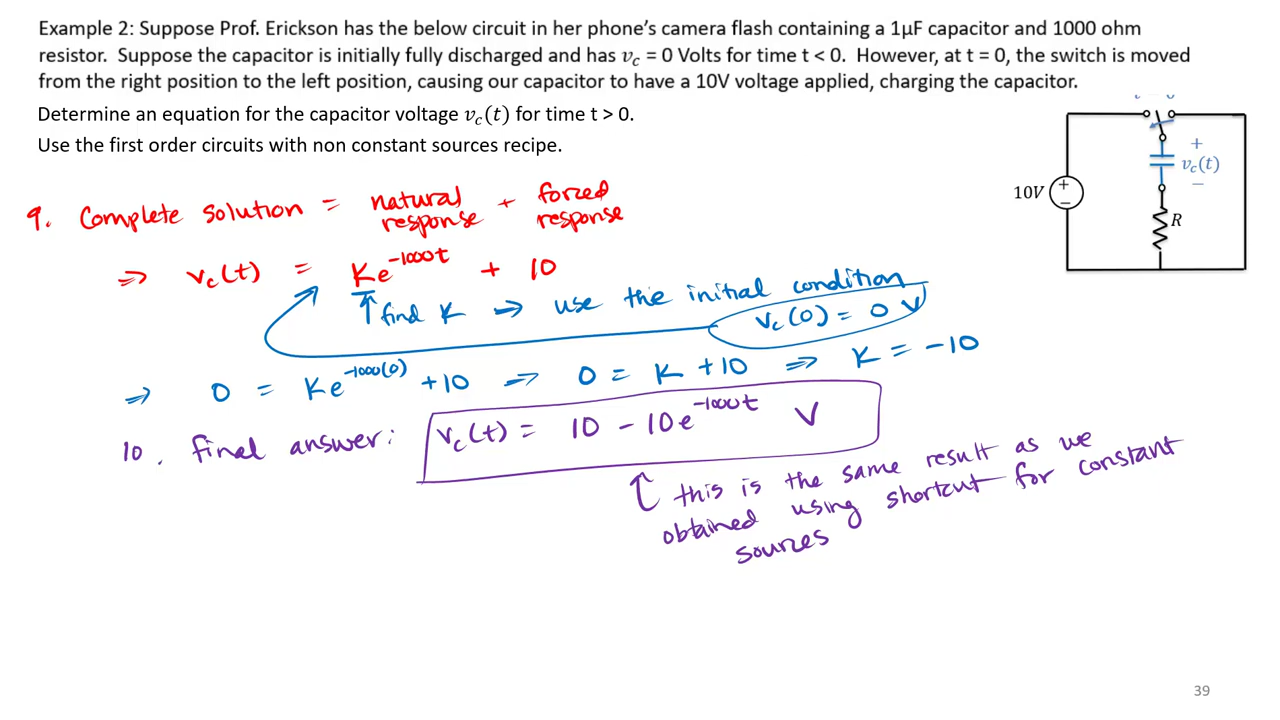 Example 2: Suppose Prof. Erickson has the below circuit in her phone's camera flash containing a 1μF capacitor and 1000 ohm
resistor. Suppose the capacitor is initially fully discharged and has v_c = 0 Volts for time t < 0. However, at t = 0, the switch is moved
from the right position to the left position, causing our capacitor to have a 10V voltage applied, charging the capacitor.
Determine an equation for the capacitor voltage v_c(t) for time t > 0.
Use the first order circuits with non constant sources recipe.
+
v_c(t)
−
10V
+
−
R
9. Complete solution = natural response + forced response
⇒ v_c(t) = Ke^{-1000t} + 10
↑ find K → use the initial condition
v_c(0) = 0 V
⇒ 0 = Ke^{-1000(0)} + 10 ⇒ 0 = K + 10 ⇒ K = -10
10. final answer: v_c(t) = 10 - 10e^{-1000t} V
↑ this is the same result as we
obtained using shortcut for constant
sources
39